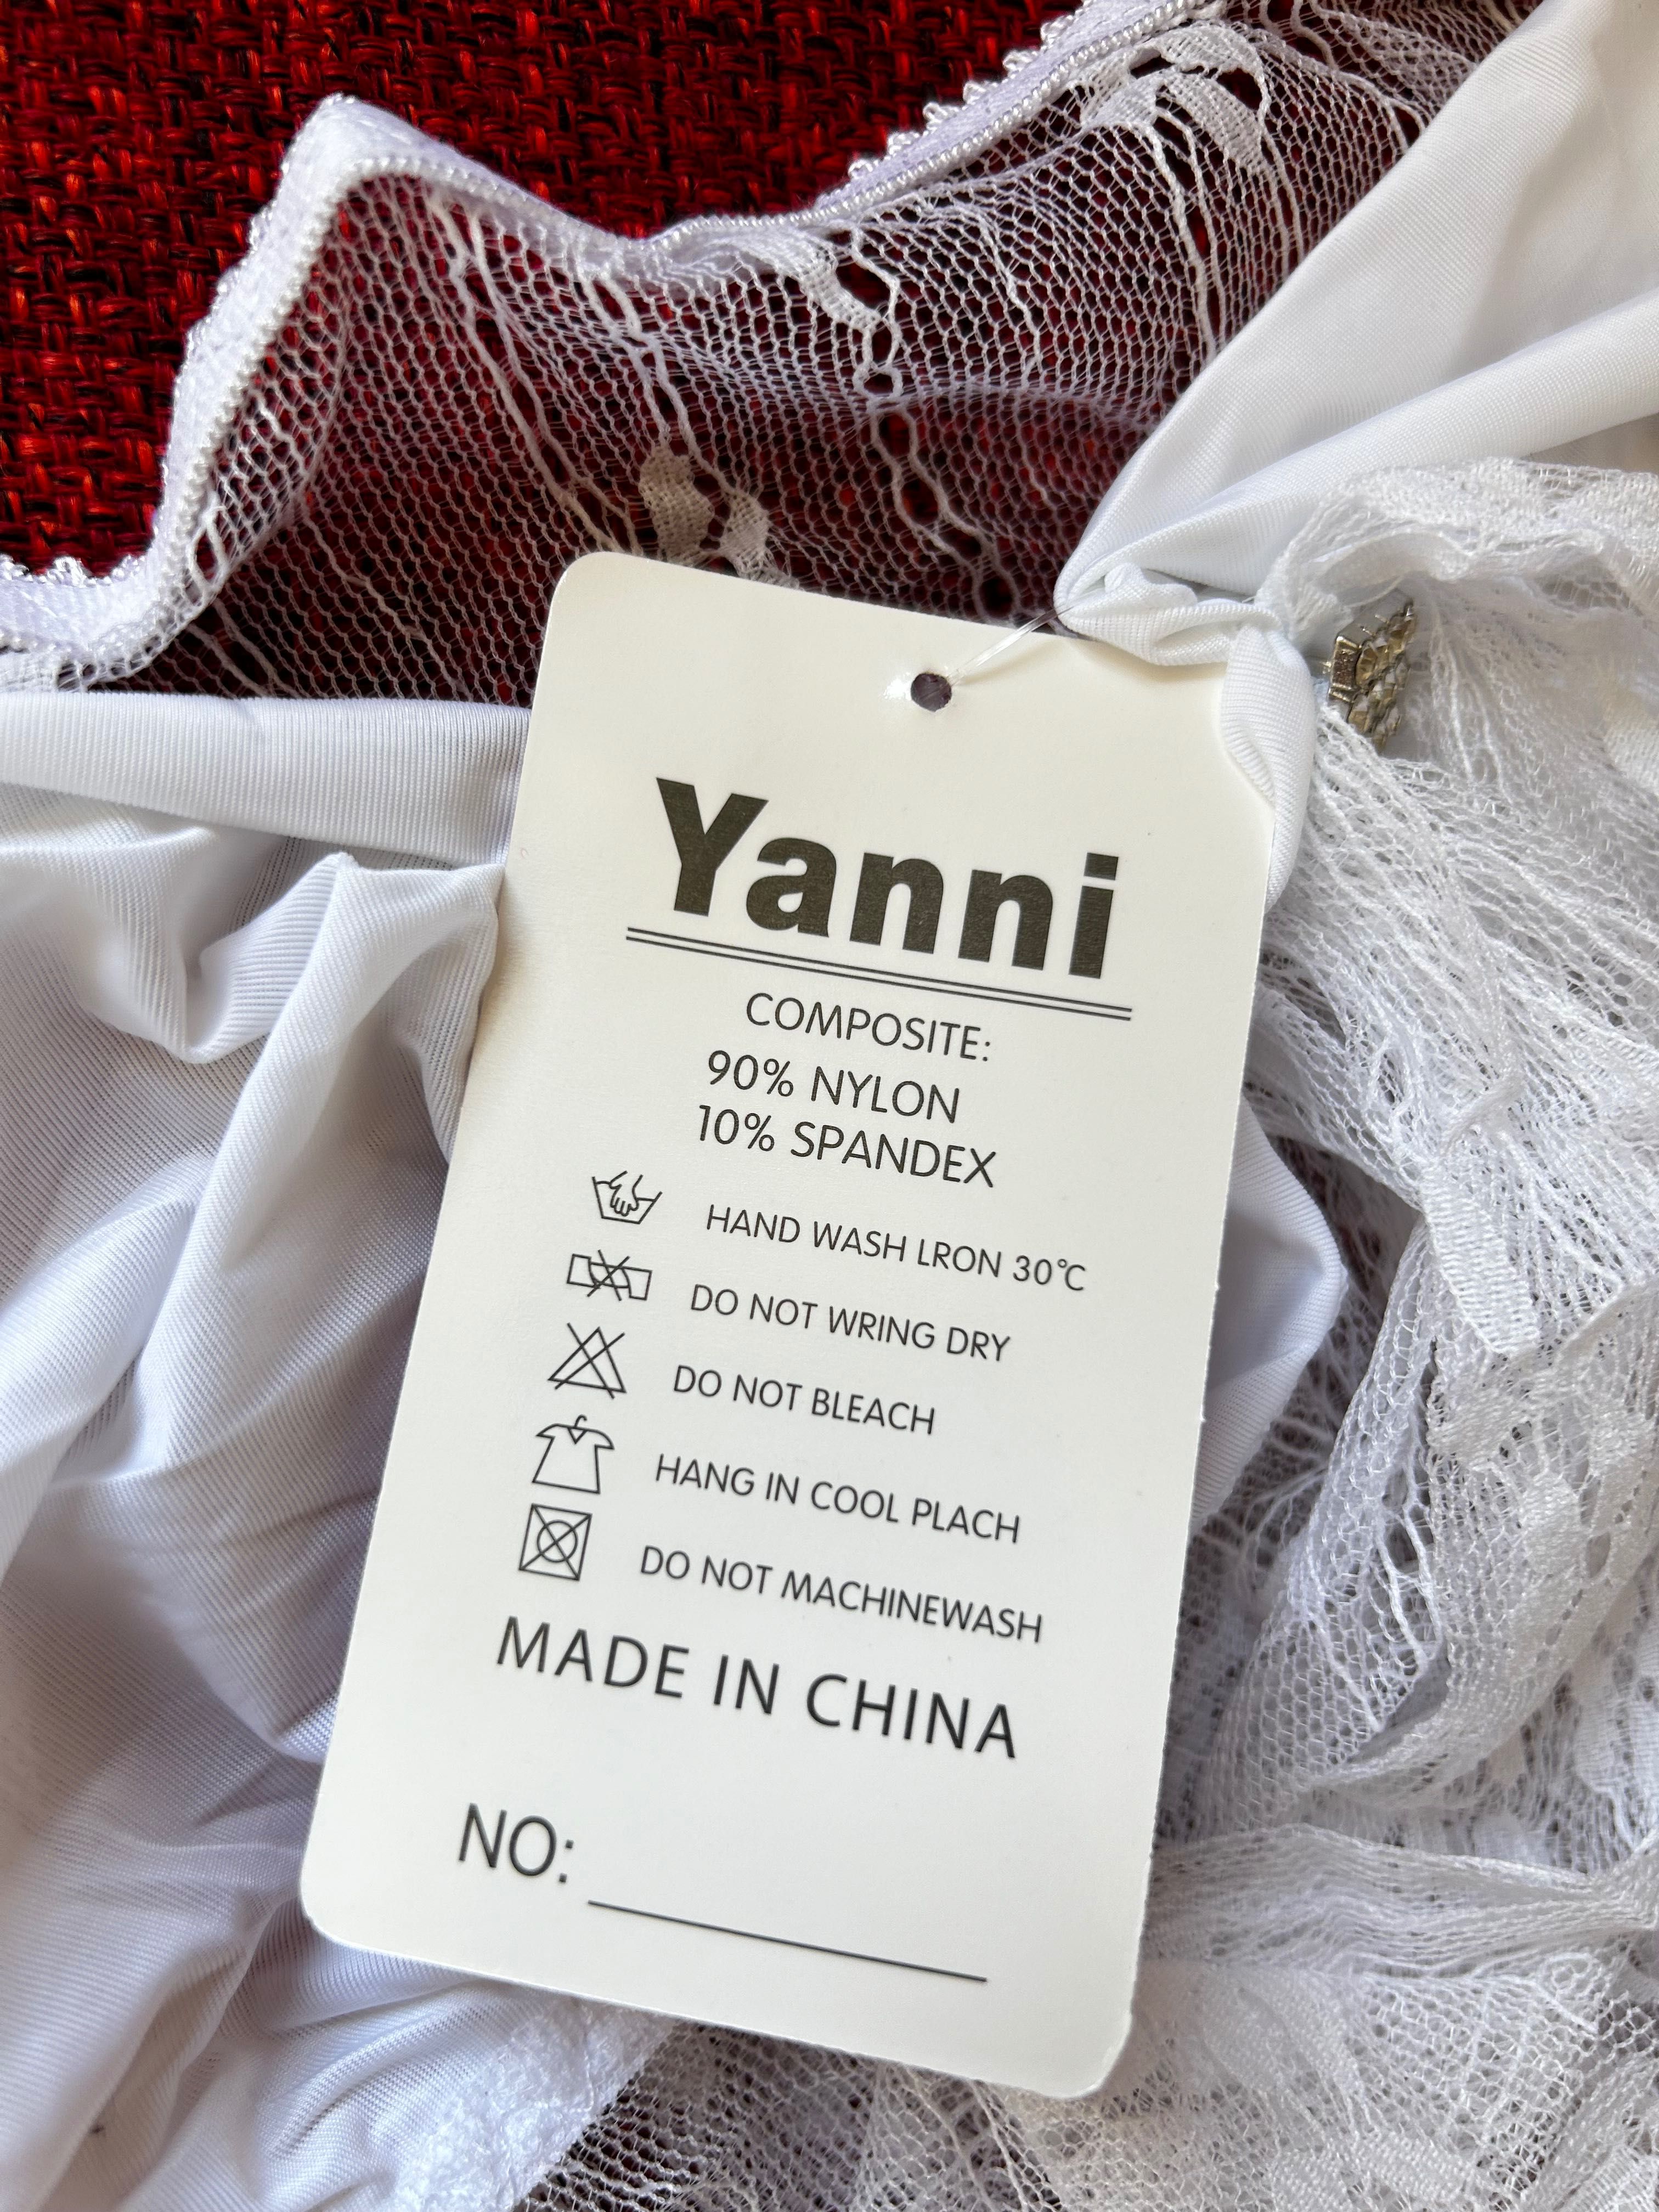 Yanni
COMPOSITE:
90% NYLON
10% SPANDEX
HAND WASH LRON 30℃
DO NOT WRING DRY
DO NOT BLEACH
HANG IN COOL PLACH
DO NOT MACHINEWASH
MADE IN CHINA
NO: